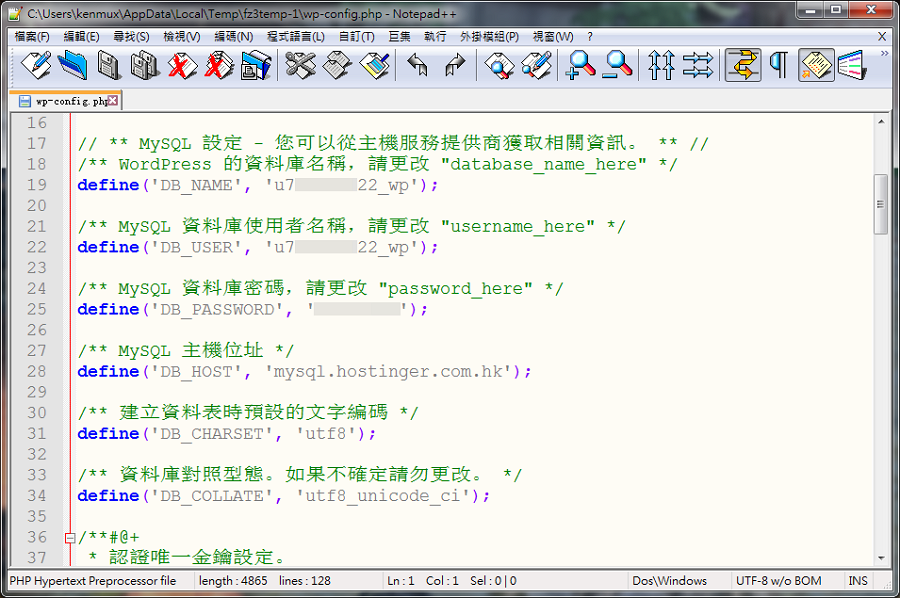 C:\Users\kenmux\AppData\Local\Temp\fz3temp-1\wp-config.php - Notepad++
檔案(F) 編輯(E) 尋找(S) 檢視(V) 編碼(N) 程式語言(L) 自訂(T) 巨集 執行 外掛模組(P) 視窗(W) ? X
wp-config.php
16
17 // ** MySQL 設定 - 您可以從主機服務提供商獲取相關資訊。 ** //
18 /** WordPress 的資料庫名稱，請更改 "database_name_here" */
19 define('DB_NAME', 'u7 22_wp');
20
21 /** MySQL 資料庫使用者名稱，請更改 "username_here" */
22 define('DB_USER', 'u7 22_wp');
23
24 /** MySQL 資料庫密碼，請更改 "password_here" */
25 define('DB_PASSWORD', ' ');
26
27 /** MySQL 主機位址 */
28 define('DB_HOST', 'mysql.hostinger.com.hk');
29
30 /** 建立資料表時預設的文字編碼 */
31 define('DB_CHARSET', 'utf8');
32
33 /** 資料庫對照型態。如果不確定請勿更改。 */
34 define('DB_COLLATE', 'utf8_unicode_ci');
35
36 /**#@+
37 * 認證唯一金鑰設定。
PHP Hypertext Preprocessor file length : 4865 lines : 128 Ln : 1 Col : 1 Sel : 0 | 0 Dos\Windows UTF-8 w/o BOM INS